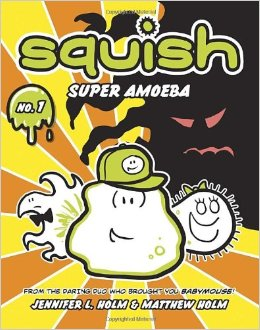 squish
SUPER AMOEBA
NO. 1
FROM THE DARING DUO WHO BROUGHT YOU BABYMOUSE!
JENNIFER L. HOLM & MATTHEW HOLM